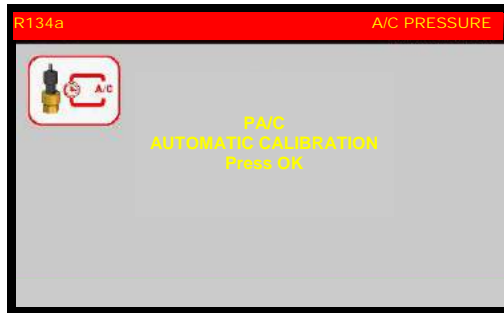 R134a
A/C PRESSURE
A/C
PA/C
AUTOMATIC CALIBRATION
Press OK